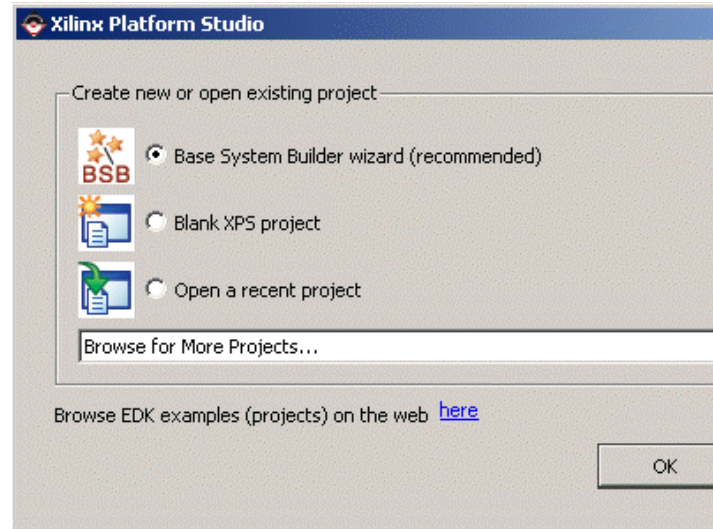 Xilinx Platform Studio
Create new or open existing project
BSB
Base System Builder wizard (recommended)
Blank XPS project
Open a recent project
Browse for More Projects...
Browse EDK examples (projects) on the web here
OK